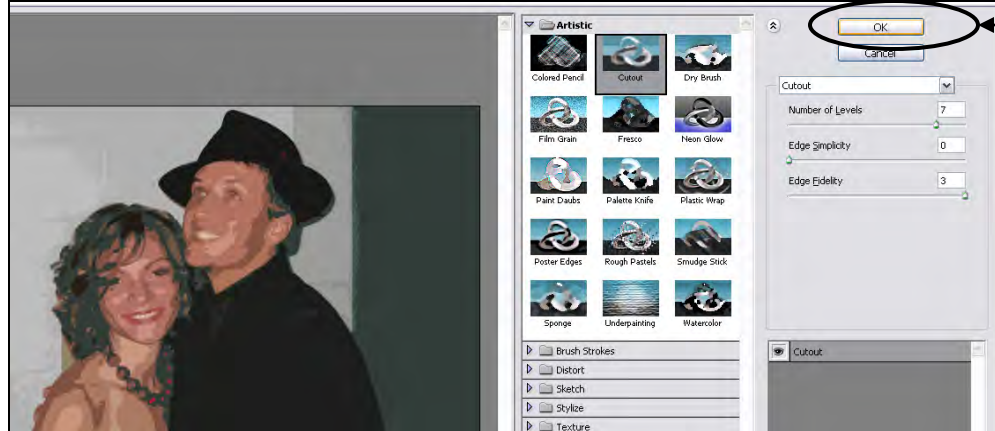 Artistic
OK
Cancel
Colored Pencil
Cutout
Dry Brush
Cutout
Number of Levels
7
Film Grain
Fresco
Neon Glow
Edge Simplicity
0
Edge Fidelity
3
Paint Daubs
Palette Knife
Plastic Wrap
Poster Edges
Rough Pastels
Smudge Stick
Sponge
Underpainting
Watercolor
Brush Strokes
Cutout
Distort
Sketch
Stylize
Texture